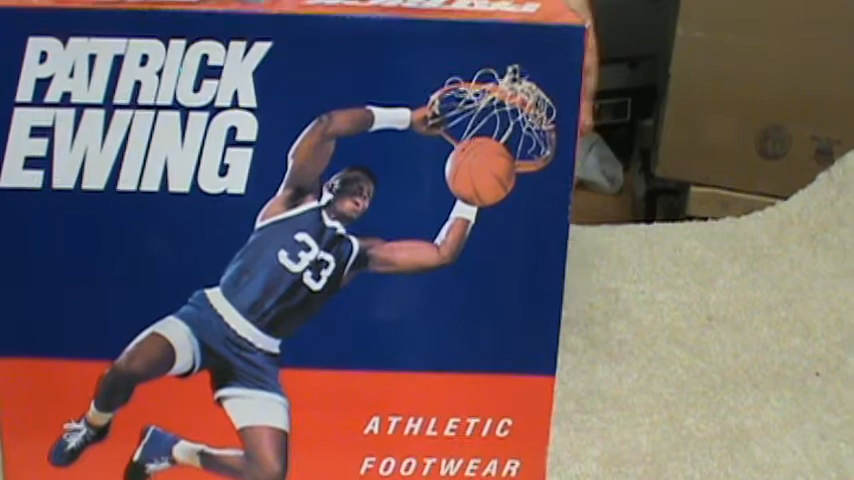 PATRICK
EWING
33
ATHLETIC
FOOTWEAR